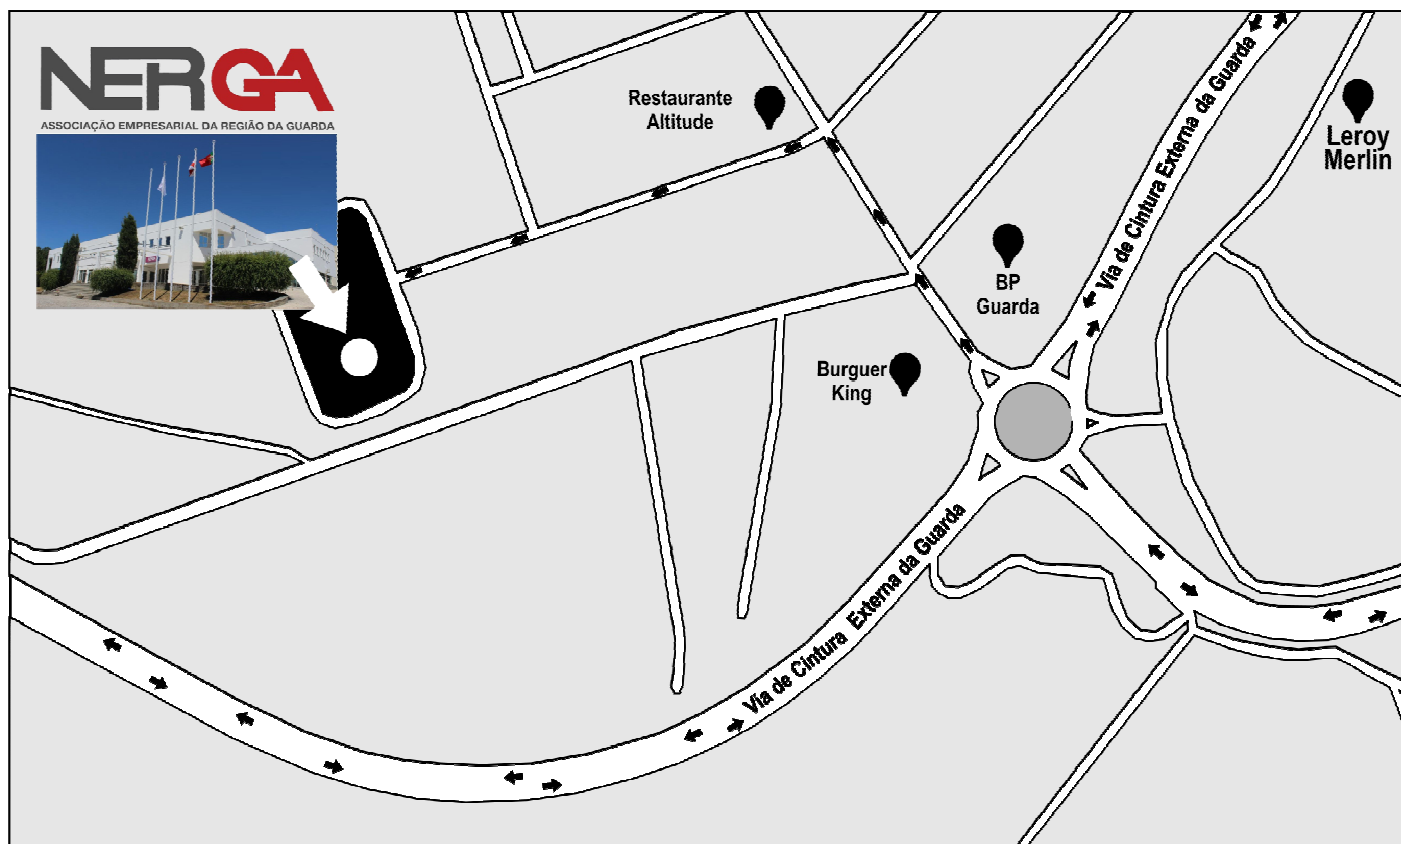 NERGA
ASSOCIAÇÃO EMPRESARIAL DA REGIÃO DA GUARDA
Restaurante
Altitude
Leroy
Merlin
Via de Cintura Externa da Guarda
BP
Guarda
Burguer
King
Via de Cintura Externa da Guarda